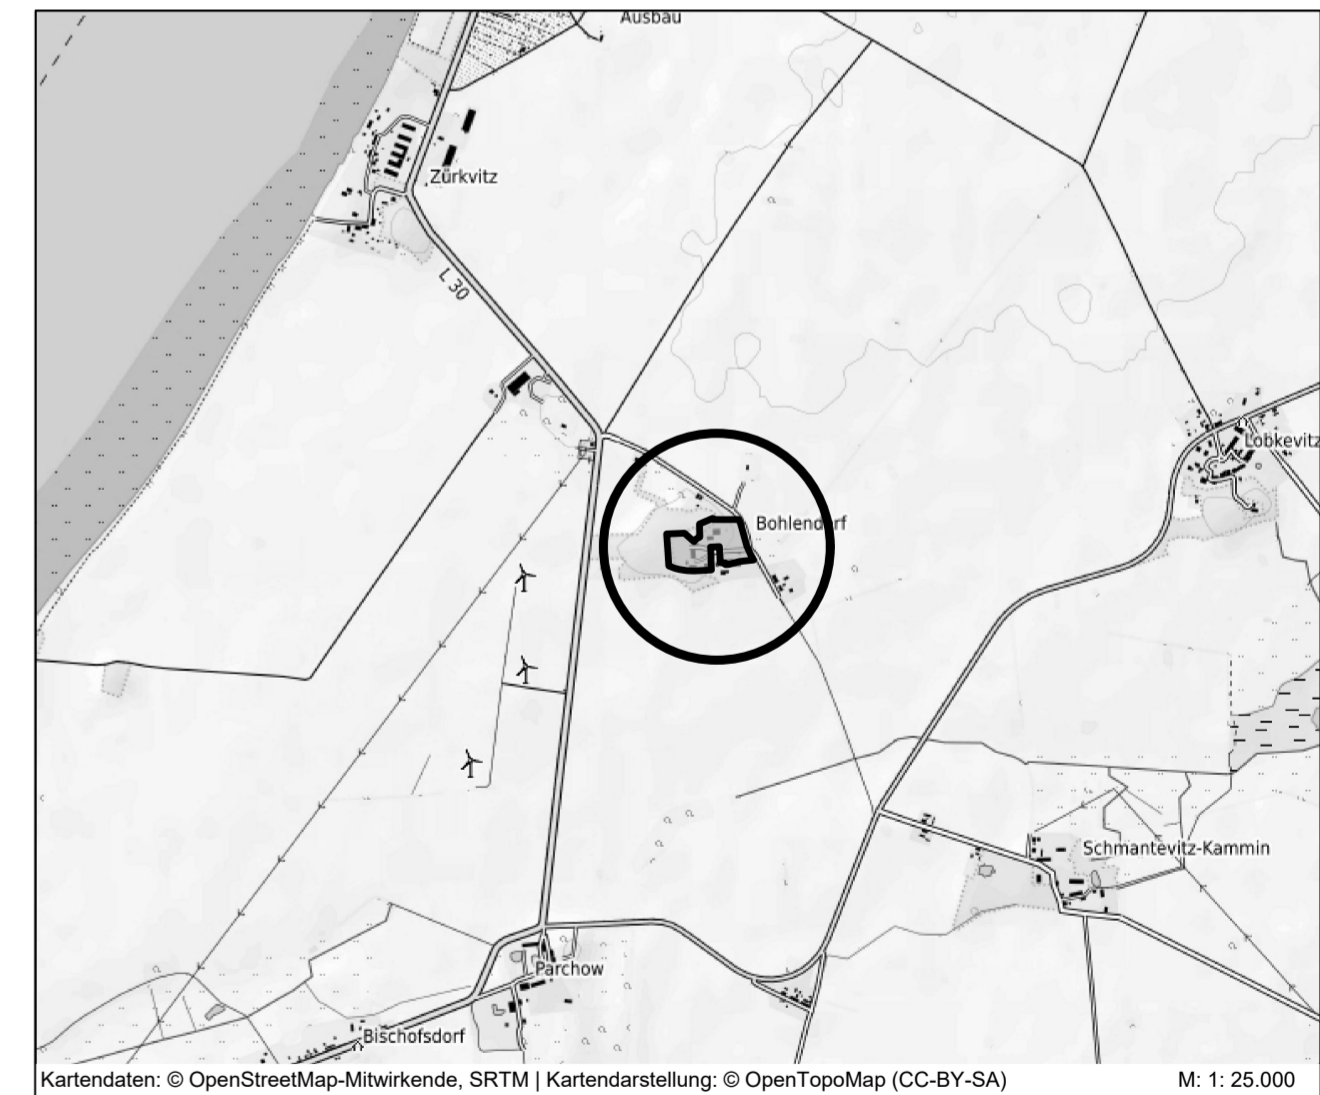 Ausbau
Zürkvitz
L 30
Lobkevitz
Bohlendorf
Schmantevitz-Kammin
Parchow
Bischofsdorf
Kartendaten: © OpenStreetMap-Mitwirkende, SRTM | Kartendarstellung: © OpenTopoMap (CC-BY-SA) M: 1: 25.000